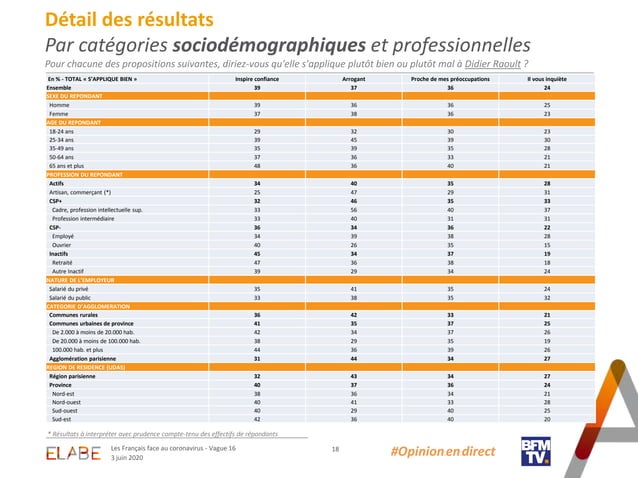 Détail des résultats
Par catégories sociodémographiques et professionnelles
Pour chacune des propositions suivantes, diriez-vous qu'elle s'applique plutôt bien ou plutôt mal à Didier Raoult ?
En % - TOTAL « S'APPLIQUE BIEN » Inspire confiance Arrogant Proche de mes préoccupations Il vous inquiète
Ensemble 39 37 36 24
SEXE DU REPONDANT
Homme 39 36 36 25
Femme 37 38 36 23
AGE DU REPONDANT
18-24 ans 29 32 30 23
25-34 ans 39 45 39 30
35-49 ans 35 39 35 28
50-64 ans 37 36 33 21
65 ans et plus 48 36 40 21
PROFESSION DU REPONDANT
Actifs 34 40 35 28
Artisan, commerçant (*) 25 47 29 31
CSP+ 32 46 35 33
Cadre, profession intellectuelle sup. 33 56 40 37
Profession intermédiaire 33 40 31 31
CSP- 36 34 36 22
Employé 34 39 38 28
Ouvrier 40 26 35 15
Inactifs 45 34 37 19
Retraité 47 36 38 18
Autre Inactif 39 29 34 24
NATURE DE L'EMPLOYEUR
Salarié du privé 35 41 35 24
Salarié du public 33 38 35 32
CATEGORIE D'AGGLOMERATION
Communes rurales 36 42 33 21
Communes urbaines de province 41 35 37 25
De 2.000 à moins de 20.000 hab. 42 34 37 26
De 20.000 à moins de 100.000 hab. 38 29 35 19
100.000 hab. et plus 44 36 39 26
Agglomération parisienne 31 44 34 27
REGION DE RESIDENCE (UDA5)
Région parisienne 32 43 34 27
Province 40 37 36 24
Nord-est 38 36 34 21
Nord-ouest 40 41 33 28
Sud-ouest 40 29 40 25
Sud-est 42 36 40 20
* Résultats à interpréter avec prudence compte-tenu des effectifs de répondants
ELABE
Les Français face au coronavirus - Vague 16
3 juin 2020
18
#Opinionendirect
BFM
TV.